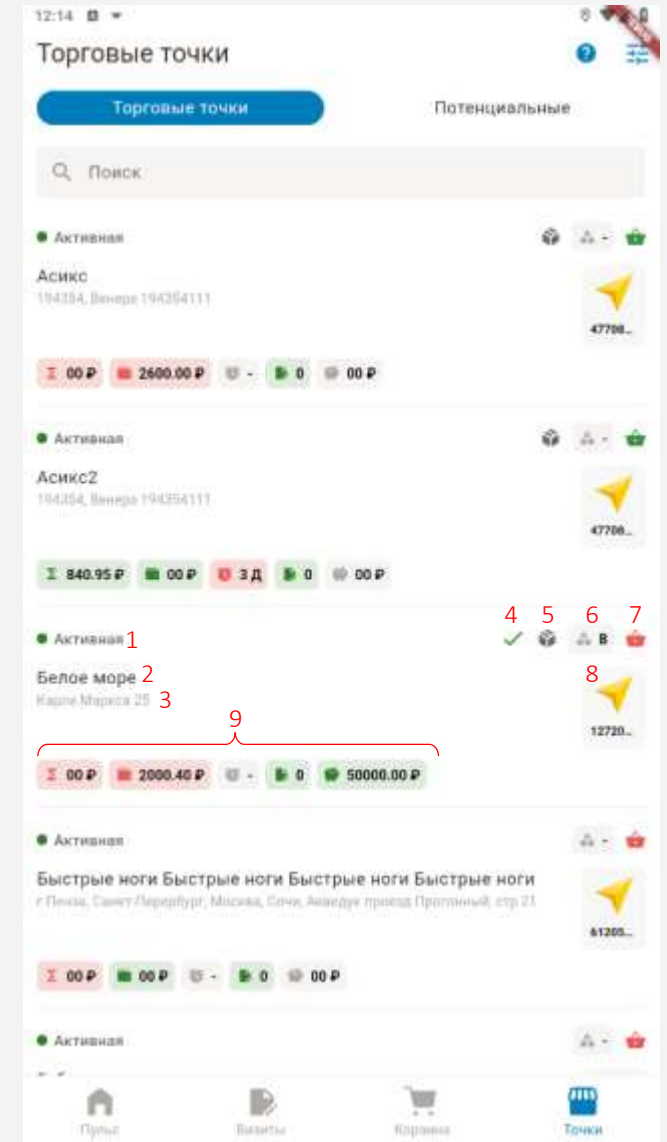 12:14
Торговые точки
Торговые точки Потенциальные
Поиск
Активная -
Асикс
194354, Венера 194354111
47708...
Σ 00 ₽ 2600.00 ₽ - 0 00 ₽
Активная -
Асикс2
194354, Венера 194354111
47708...
Σ 840.95 ₽ 00 ₽ 3 Д 0 00 ₽
4 5 6 7
Активная 1 B
Белое море 2 8
Карла Маркса 25 3
12720...
9
Σ 00 ₽ 2000.40 ₽ - 0 50000.00 ₽
Активная -
Быстрые ноги Быстрые ноги Быстрые ноги Быстрые ноги
г Пенза, Санкт-Перербург, Москва, Сочи, Акведук проезд Прогонный, стр 21
61205...
Σ 00 ₽ 00 ₽ - 0 00 ₽
Активная -
Пульс Визиты Корзина Точки